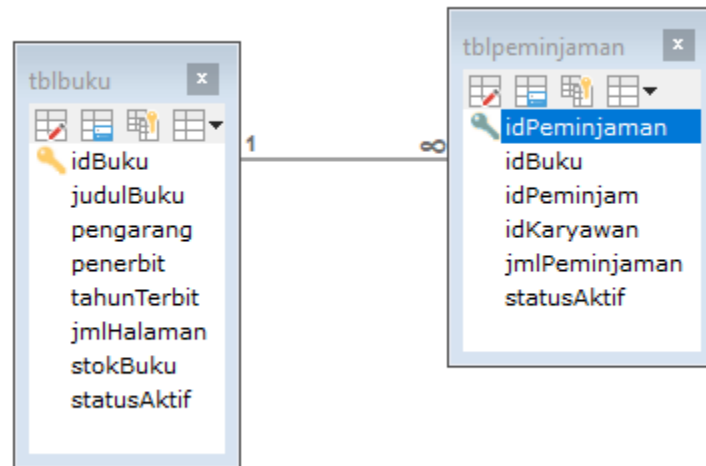 tblbuku
idBuku
judulBuku
pengarang
penerbit
tahunTerbit
jmlHalaman
stokBuku
statusAktif
1
∞
tblpeminjaman
idPeminjaman
idBuku
idPeminjam
idKaryawan
jmlPeminjaman
statusAktif